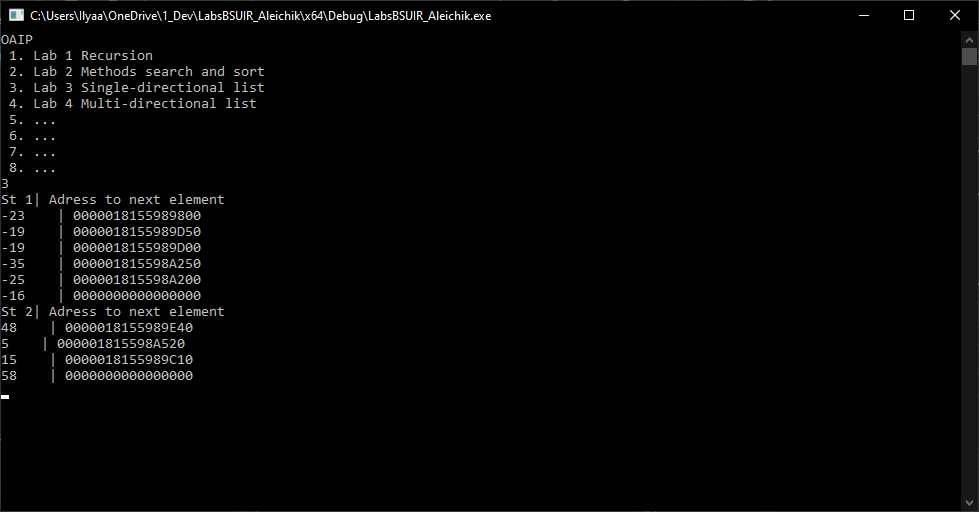 C:\Users\Ilyaa\OneDrive\1_Dev\LabsBSUIR_Aleichik\x64\Debug\LabsBSUIR_Aleichik.exe
OAIP
 1. Lab 1 Recursion
 2. Lab 2 Methods search and sort
 3. Lab 3 Single-directional list
 4. Lab 4 Multi-directional list
 5. ...
 6. ...
 7. ...
 8. ...
3
St 1| Adress to next element
-23    | 0000018155989800
-19    | 0000018155989D50
-19    | 0000018155989D00
-35    | 000001815598A250
-25    | 000001815598A200
-16    | 0000000000000000
St 2| Adress to next element
48    | 0000018155989E40
5    | 000001815598A520
15    | 0000018155989C10
58    | 0000000000000000